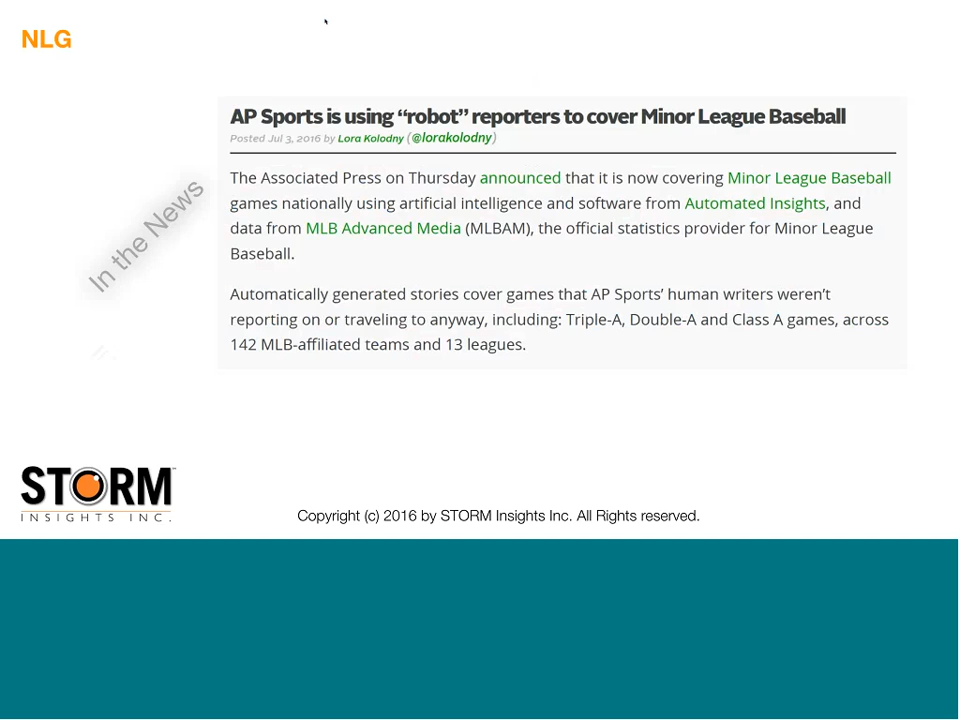 NLG
AP Sports is using “robot” reporters to cover Minor League Baseball
Posted Jul 3, 2016 by Lora Kolodny (@lorakolodny)
In the News
The Associated Press on Thursday announced that it is now covering Minor League Baseball
games nationally using artificial intelligence and software from Automated Insights, and
data from MLB Advanced Media (MLBAM), the official statistics provider for Minor League
Baseball.
Automatically generated stories cover games that AP Sports’ human writers weren’t
reporting on or traveling to anyway, including: Triple-A, Double-A and Class A games, across
142 MLB-affiliated teams and 13 leagues.
STORM™
INSIGHTS INC.
Copyright (c) 2016 by STORM Insights Inc. All Rights reserved.